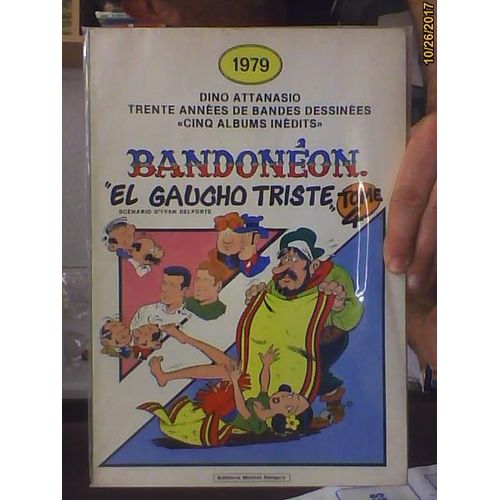 10/26/2017
1979
DINO ATTANASIO
TRENTE ANNÉES DE BANDES DESSINÉES
«CINQ ALBUMS INÉDITS»
BANDONÉON.
"EL GAUCHO TRISTE"
TOME
4
SCÉNARIO D'YVAN DELPORTE